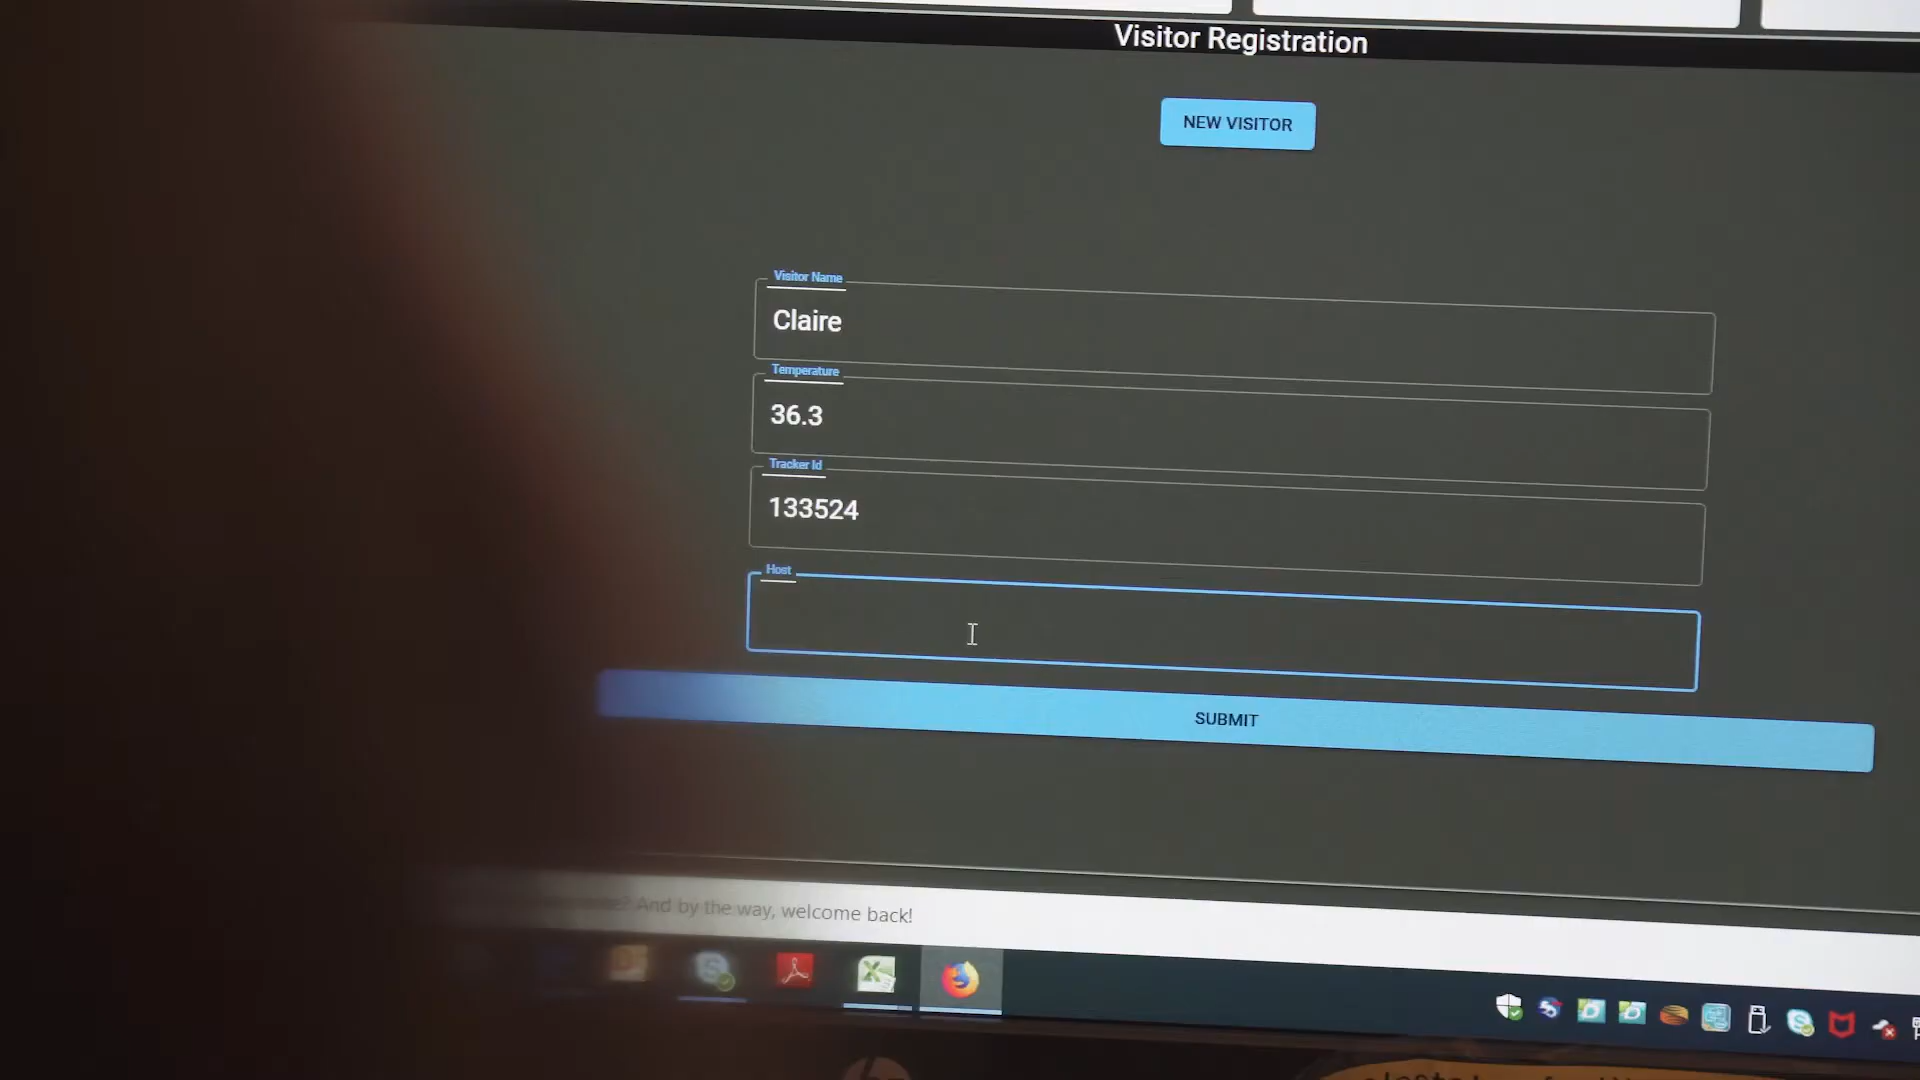 Visitor Registration
NEW VISITOR
Visitor Name
Claire
Temperature
36.3
Tracker Id
133524
Host
SUBMIT
And by the way, welcome back!